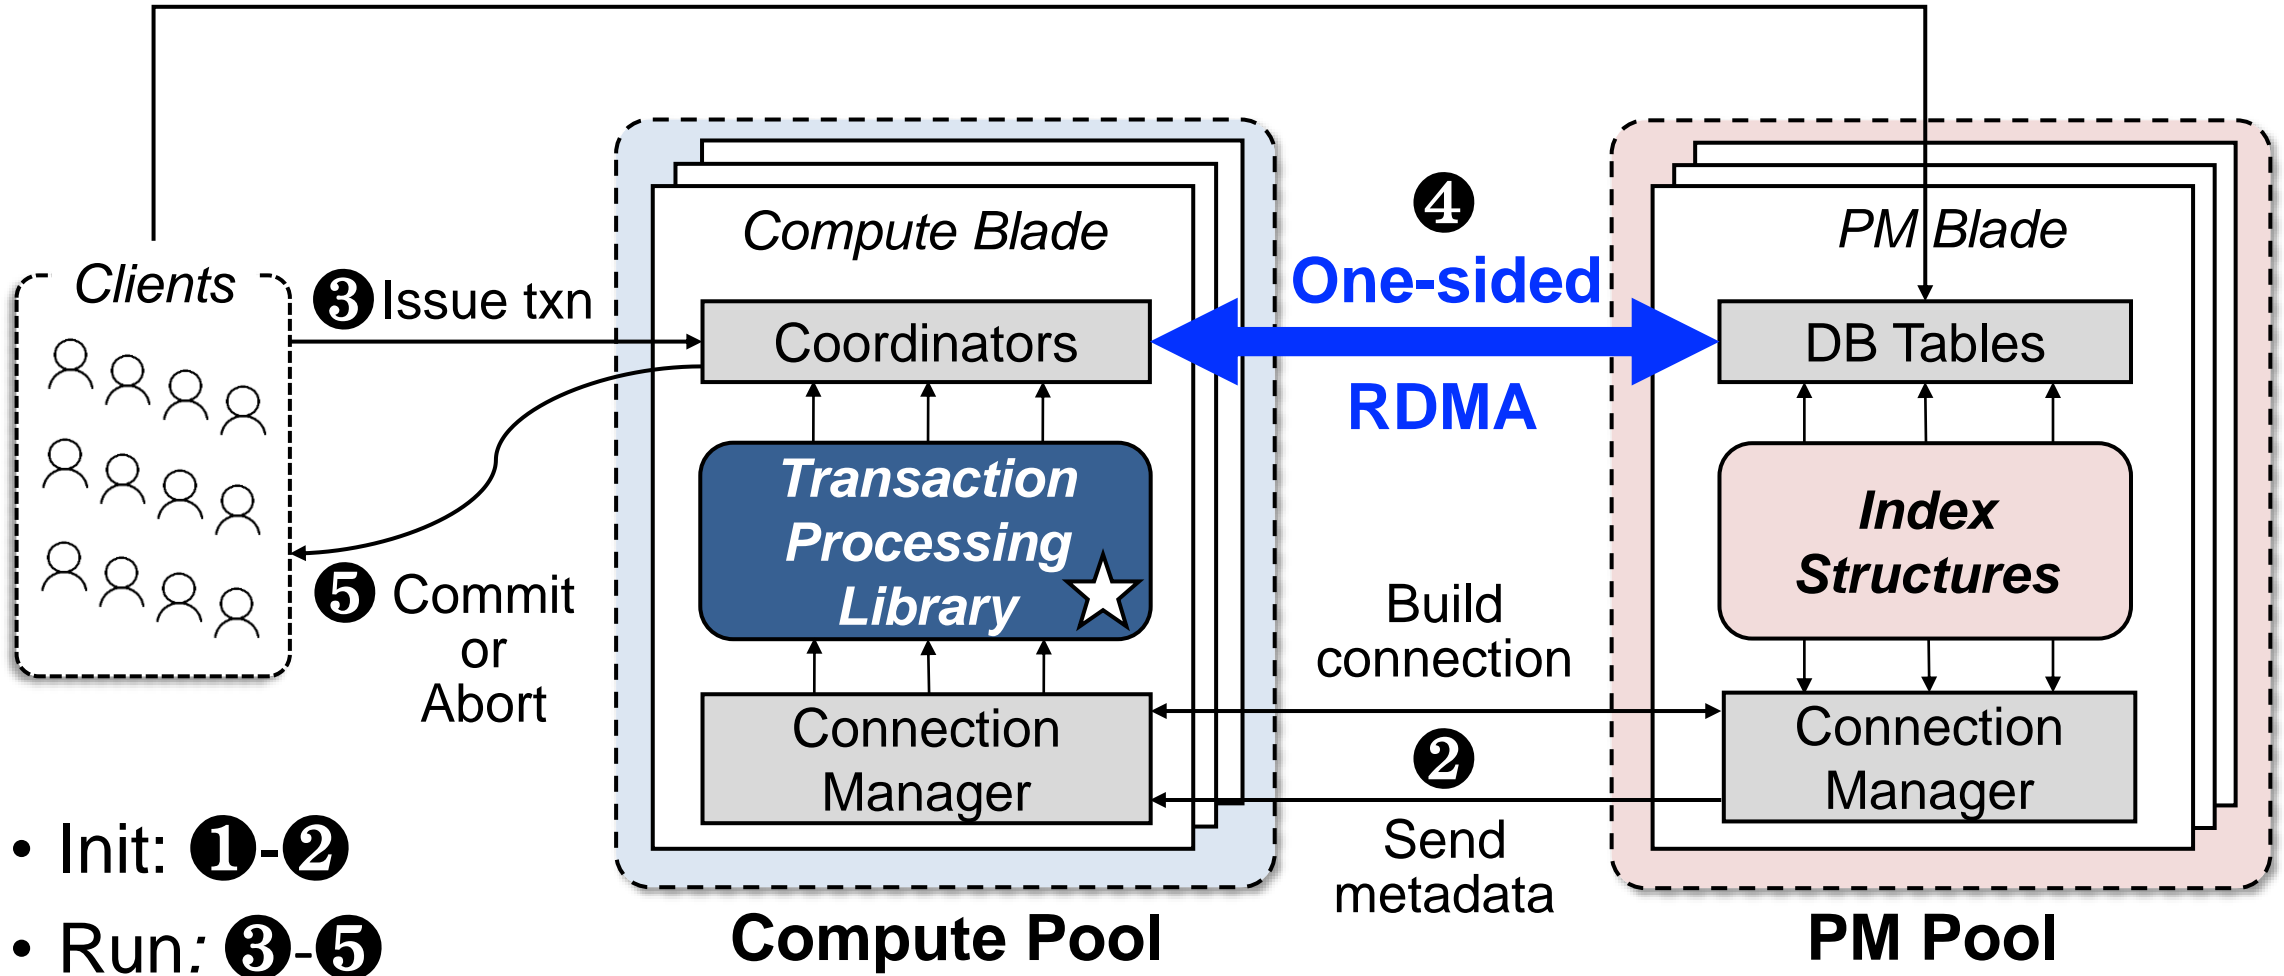 Clients
❸ Issue txn
❺ Commit
or
Abort
• Init: ❶-❷
• Run: ❸-❺
Compute Blade
Coordinators
Transaction
Processing
Library
Connection
Manager
Compute Pool
❹
One-sided
RDMA
Build
connection
❷
Send
metadata
PM Blade
DB Tables
Index
Structures
Connection
Manager
PM Pool